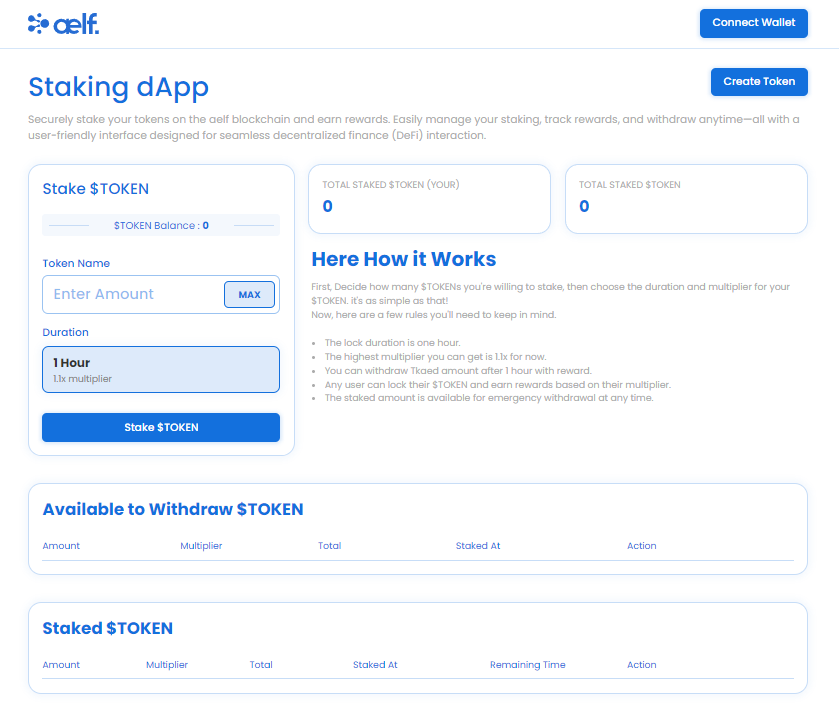 aelf.
Connect Wallet
Staking dApp
Create Token
Securely stake your tokens on the aelf blockchain and earn rewards. Easily manage your staking, track rewards, and withdraw anytime—all with a
user-friendly interface designed for seamless decentralized finance (DeFi) interaction.
Stake $TOKEN
$TOKEN Balance : 0
Token Name
Enter Amount
MAX
Duration
1 Hour
1.1x multiplier
Stake $TOKEN
TOTAL STAKED $TOKEN (YOUR)
0
TOTAL STAKED $TOKEN
0
Here How it Works
First, Decide how many $TOKENs you're willing to stake, then choose the duration and multiplier for your
$TOKEN. it's as simple as that!
Now, here are a few rules you'll need to keep in mind.
• The lock duration is one hour.
• The highest multiplier you can get is 1.1x for now.
• You can withdraw Tkaed amount after 1 hour with reward.
• Any user can lock their $TOKEN and earn rewards based on their multiplier.
• The staked amount is available for emergency withdrawal at any time.
Available to Withdraw $TOKEN
Amount Multiplier Total Staked At Action
Staked $TOKEN
Amount Multiplier Total Staked At Remaining Time Action